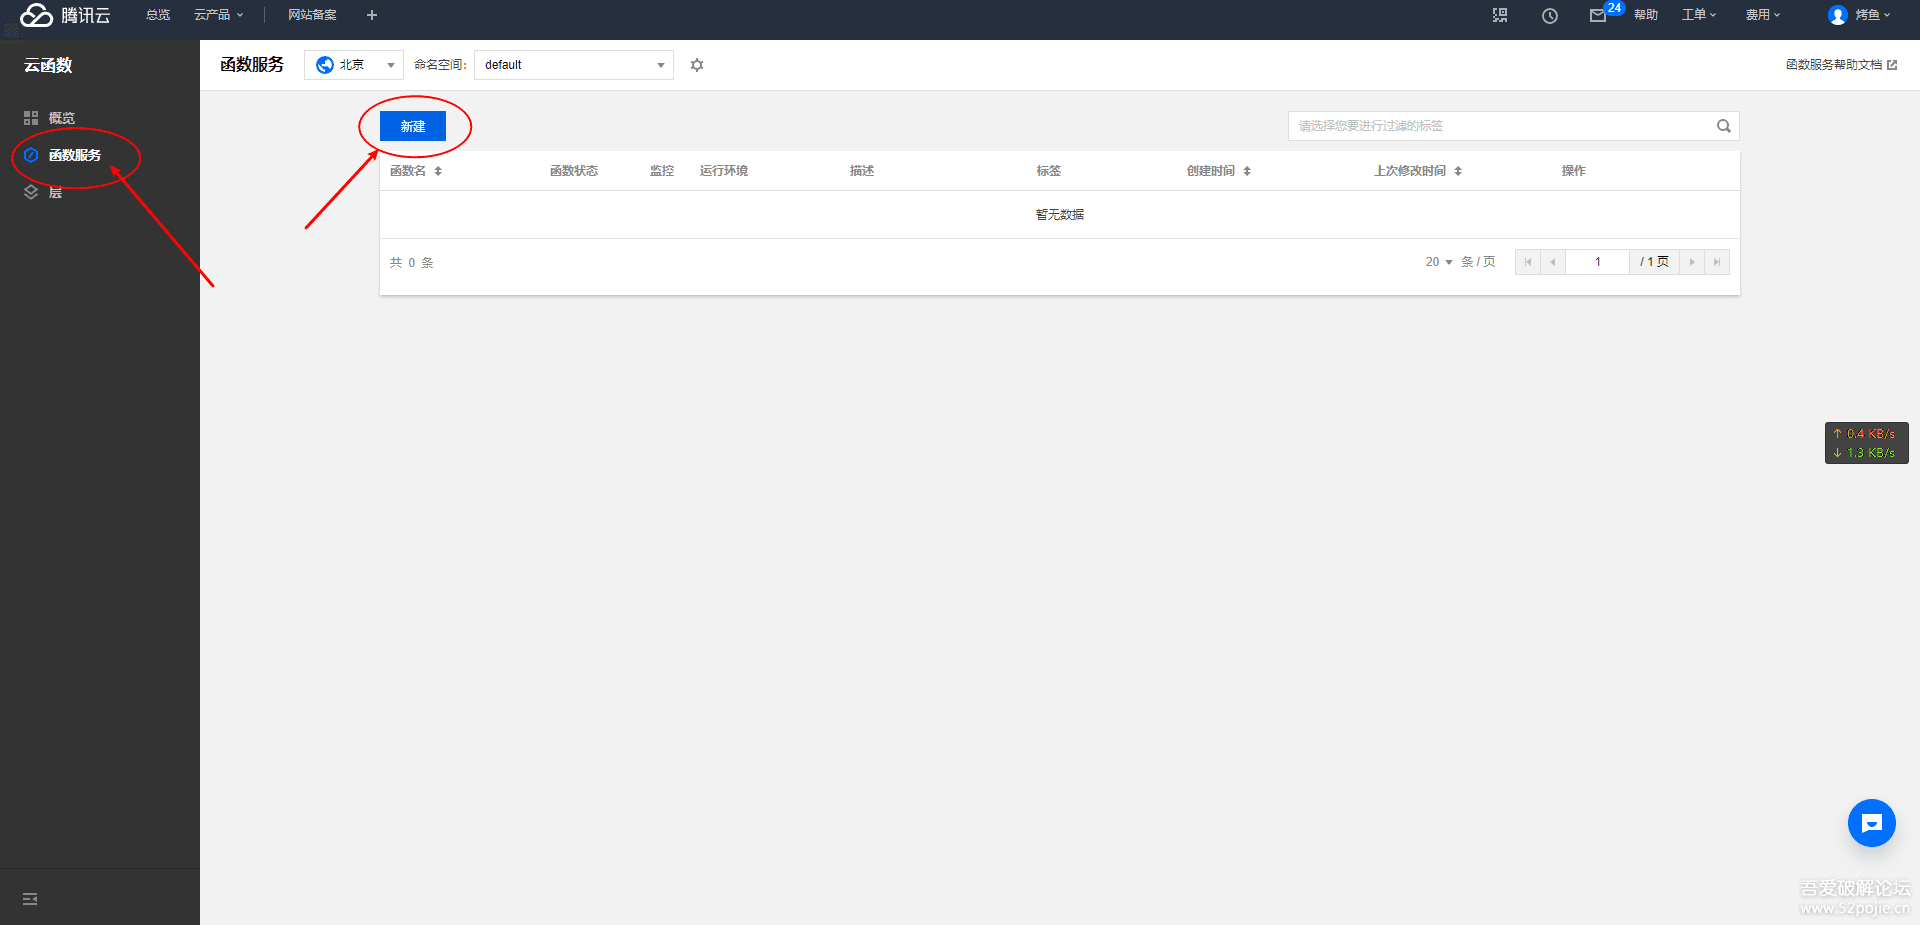 腾讯云 总览 云产品 网站备案 + 24 帮助 工单 费用 烤鱼
云函数
函数服务 北京 命名空间: default 函数服务帮助文档
概览
函数服务
层
新建 请选择您要进行过滤的标签
函数名 函数状态 监控 运行环境 描述 标签 创建时间 上次修改时间 操作
暂无数据
共 0 条 20 条 / 页 1 / 1 页
↑ 0.4 KB/s
↓ 1.3 KB/s
吾爱破解论坛
www.52pojie.cn